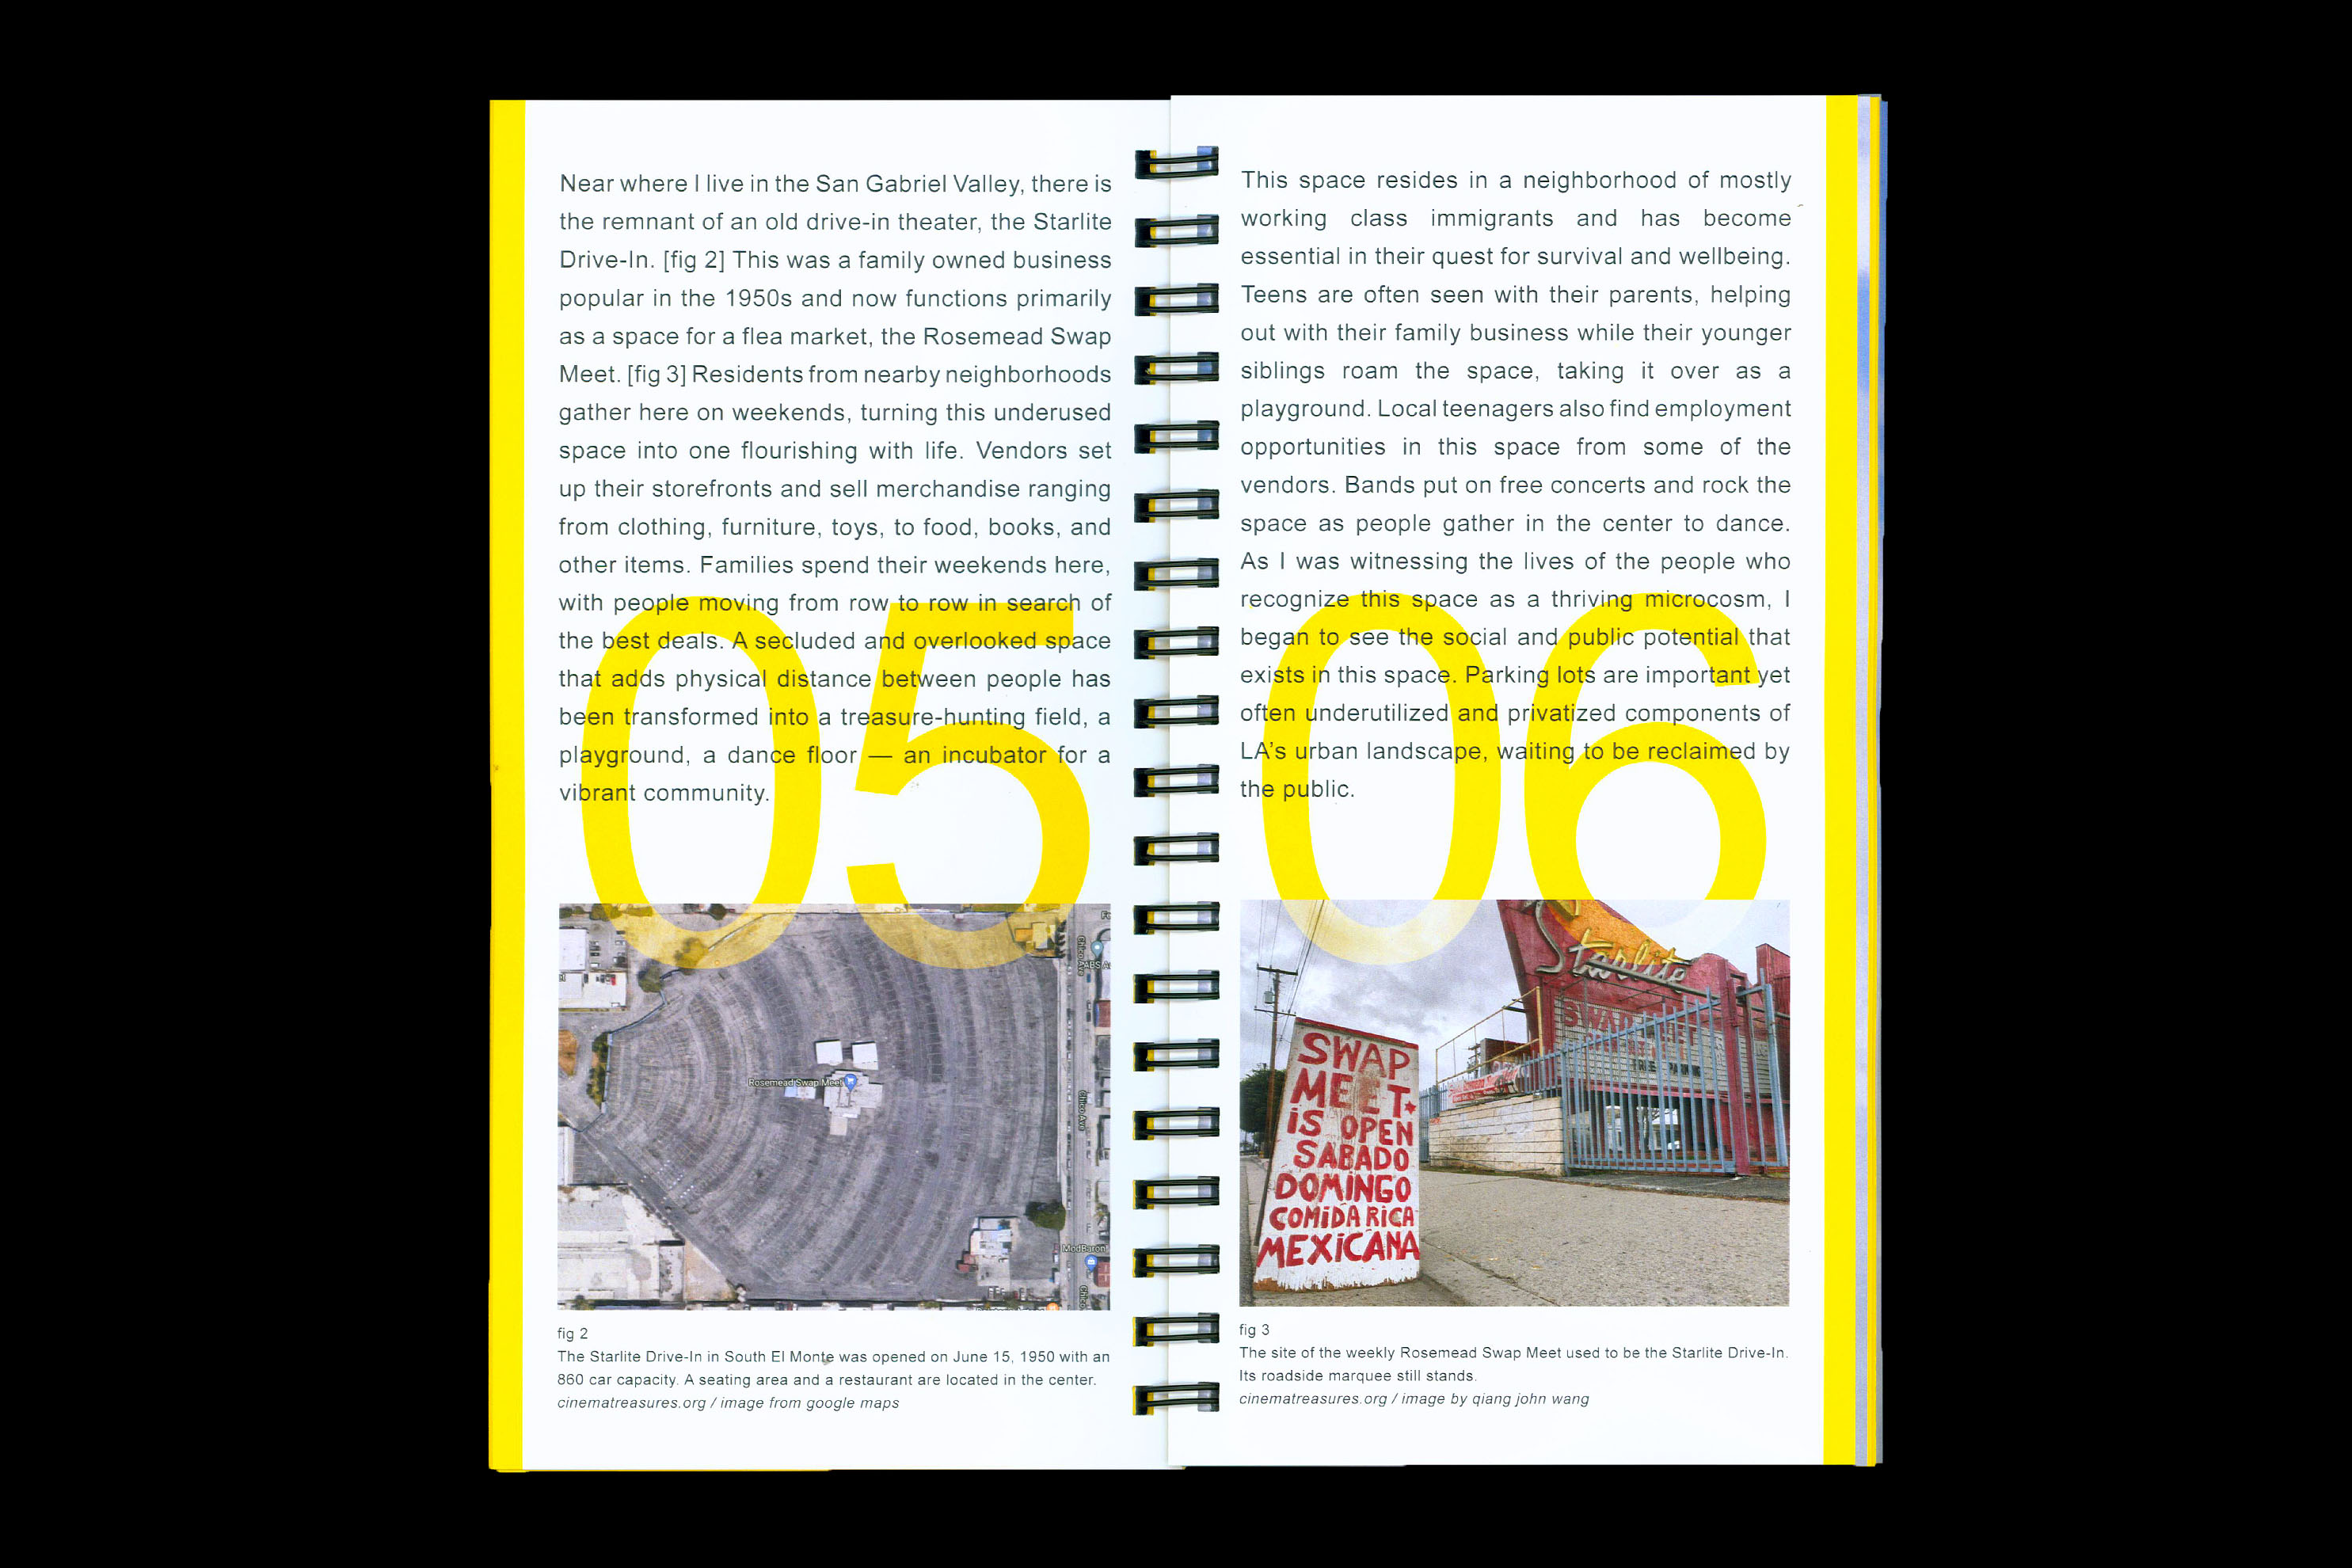 Near where I live in the San Gabriel Valley, there is
the remnant of an old drive-in theater, the Starlite
Drive-In. [fig 2] This was a family owned business
popular in the 1950s and now functions primarily
as a space for a flea market, the Rosemead Swap
Meet. [fig 3] Residents from nearby neighborhoods
gather here on weekends, turning this underused
space into one flourishing with life. Vendors set
up their storefronts and sell merchandise ranging
from clothing, furniture, toys, to food, books, and
other items. Families spend their weekends here,
with people moving from row to row in search of
the best deals. A secluded and overlooked space
that adds physical distance between people has
been transformed into a treasure-hunting field, a
playground, a dance floor — an incubator for a
vibrant community.
05
Chico Ave
ABS A
Rosemead Swap Meet
Chico Ave
ModBaron
Chico
fig 2
The Starlite Drive-In in South El Monte was opened on June 15, 1950 with an
860 car capacity. A seating area and a restaurant are located in the center.
cinematreasures.org / image from google maps
This space resides in a neighborhood of mostly
working class immigrants and has become
essential in their quest for survival and wellbeing.
Teens are often seen with their parents, helping
out with their family business while their younger
siblings roam the space, taking it over as a
playground. Local teenagers also find employment
opportunities in this space from some of the
vendors. Bands put on free concerts and rock the
space as people gather in the center to dance.
As I was witnessing the lives of the people who
recognize this space as a thriving microcosm, I
began to see the social and public potential that
exists in this space. Parking lots are important yet
often underutilized and privatized components of
LA's urban landscape, waiting to be reclaimed by
the public.
06
Starlite
SWAP
SWAP
MEET
iS OPEN
SABADO
DOMiNGO
COMiDA RiCA
MEXiCANA
fig 3
The site of the weekly Rosemead Swap Meet used to be the Starlite Drive-In.
Its roadside marquee still stands.
cinematreasures.org / image by qiang john wang